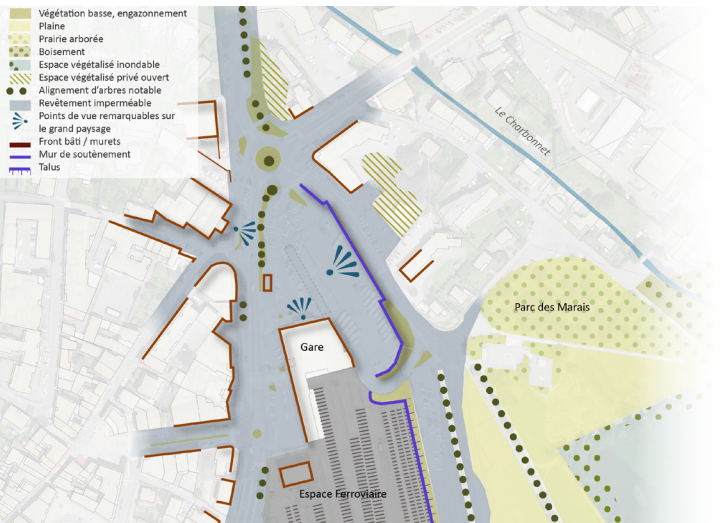 Végétation basse, engazonnement
Plaine
Prairie arborée
Boisement
Espace végétalisé inondable
Espace végétalisé privé ouvert
Alignement d'arbres notable
Revêtement imperméable
Points de vue remarquables sur
le grand paysage
Front bâti / murets
Mur de soutènement
Talus
Le Charbonnet
Parc des Marais
Gare
Espace Ferroviaire